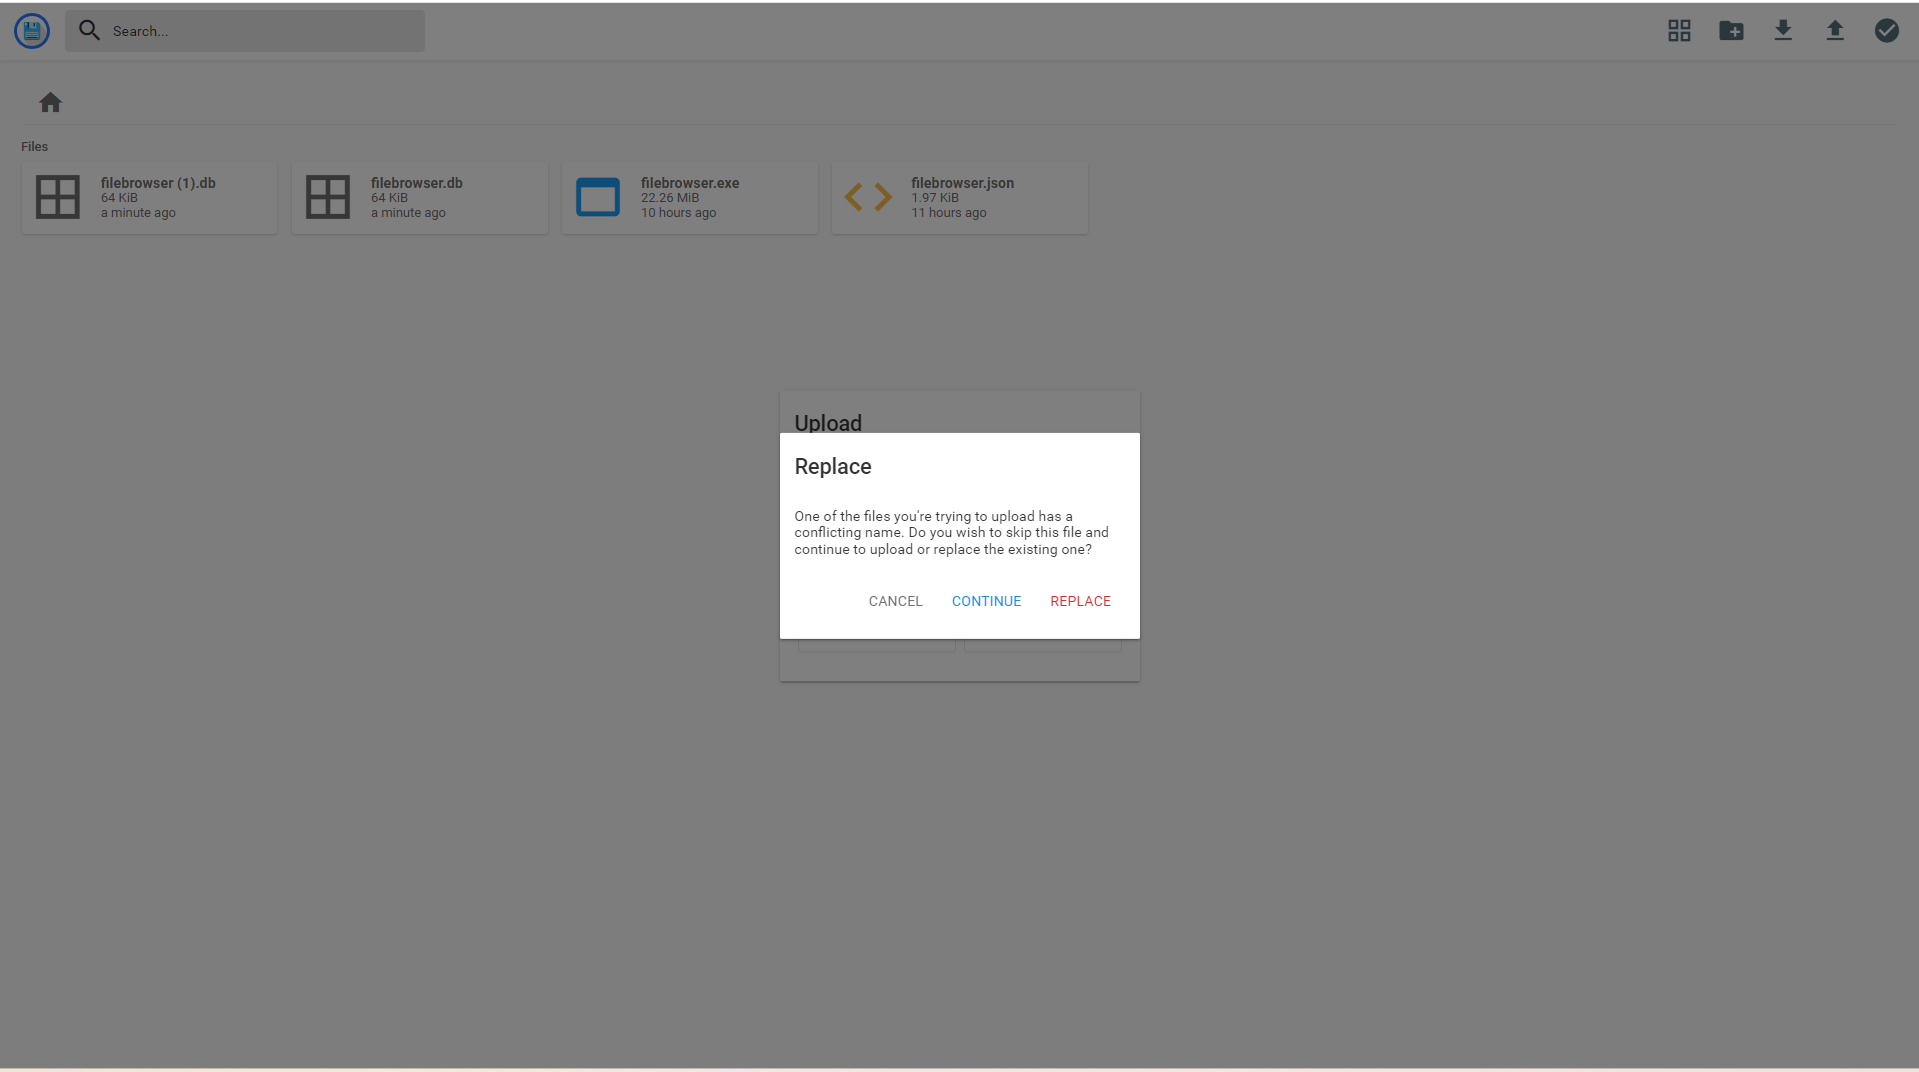 Search...
Files
filebrowser (1).db
64 KiB
a minute ago
filebrowser.db
64 KiB
a minute ago
filebrowser.exe
22.26 MiB
10 hours ago
filebrowser.json
1.97 KiB
11 hours ago
Upload
Replace
One of the files you're trying to upload has a
conflicting name. Do you wish to skip this file and
continue to upload or replace the existing one?
CANCEL CONTINUE REPLACE